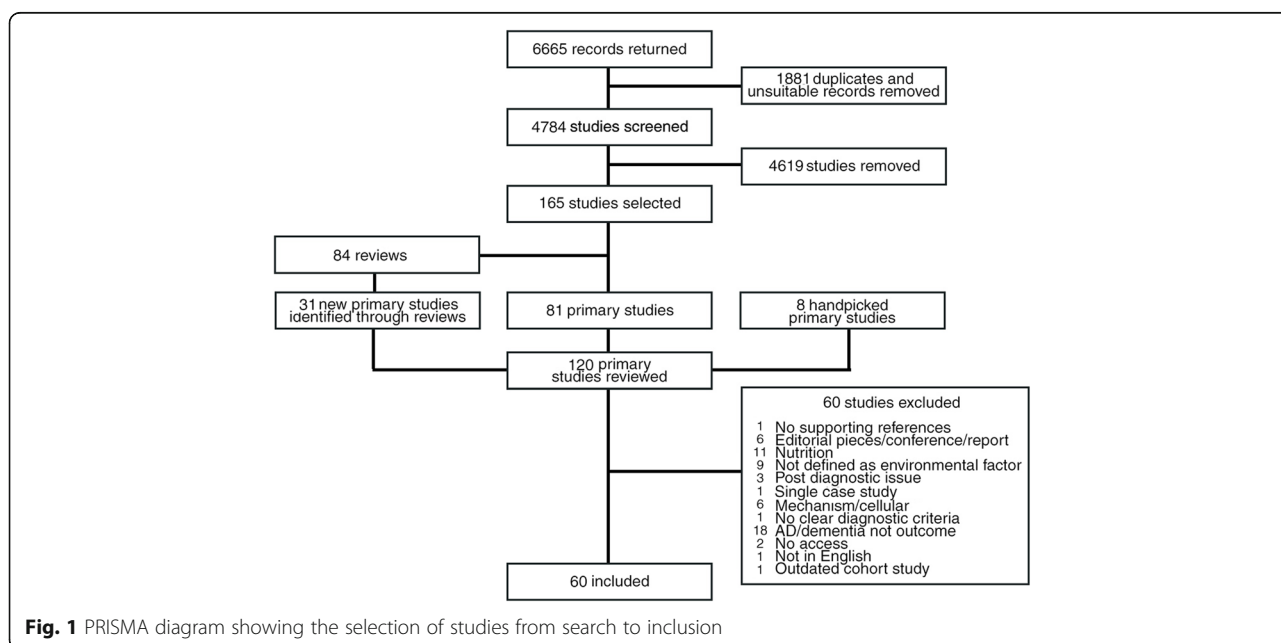 6665 records returned
1881 duplicates and
unsuitable records removed
4784 studies screened
4619 studies removed
165 studies selected
84 reviews
31 new primary studies
identified through reviews
81 primary studies
8 handpicked
primary studies
120 primary
studies reviewed
60 studies excluded
1 No supporting references
6 Editorial pieces/conference/report
11 Nutrition
9 Not defined as environmental factor
3 Post diagnostic issue
1 Single case study
6 Mechanism/cellular
1 No clear diagnostic criteria
18 AD/dementia not outcome
2 No access
1 Not in English
1 Outdated cohort study
60 included
Fig. 1 PRISMA diagram showing the selection of studies from search to inclusion